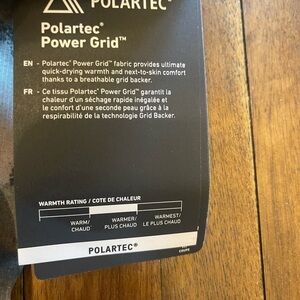 POLARTEC®
Polartec®
Power Grid™
EN - Polartec® Power Grid™ fabric provides ultimate
quick-drying warmth and next-to-skin comfort
thanks to a breathable grid backer.
FR - Ce tissu Polartec® Power Grid™ garantit la
chaleur d'un séchage rapide inégalée et
le confort d'une seconde peau grâce à la
respirabilité de la technologie Grid Backer.
WARMTH RATING / COTE DE CHALEUR
WARM/ WARMER/ WARMEST/
CHAUD PLUS CHAUD LE PLUS CHAUD
POLARTEC®